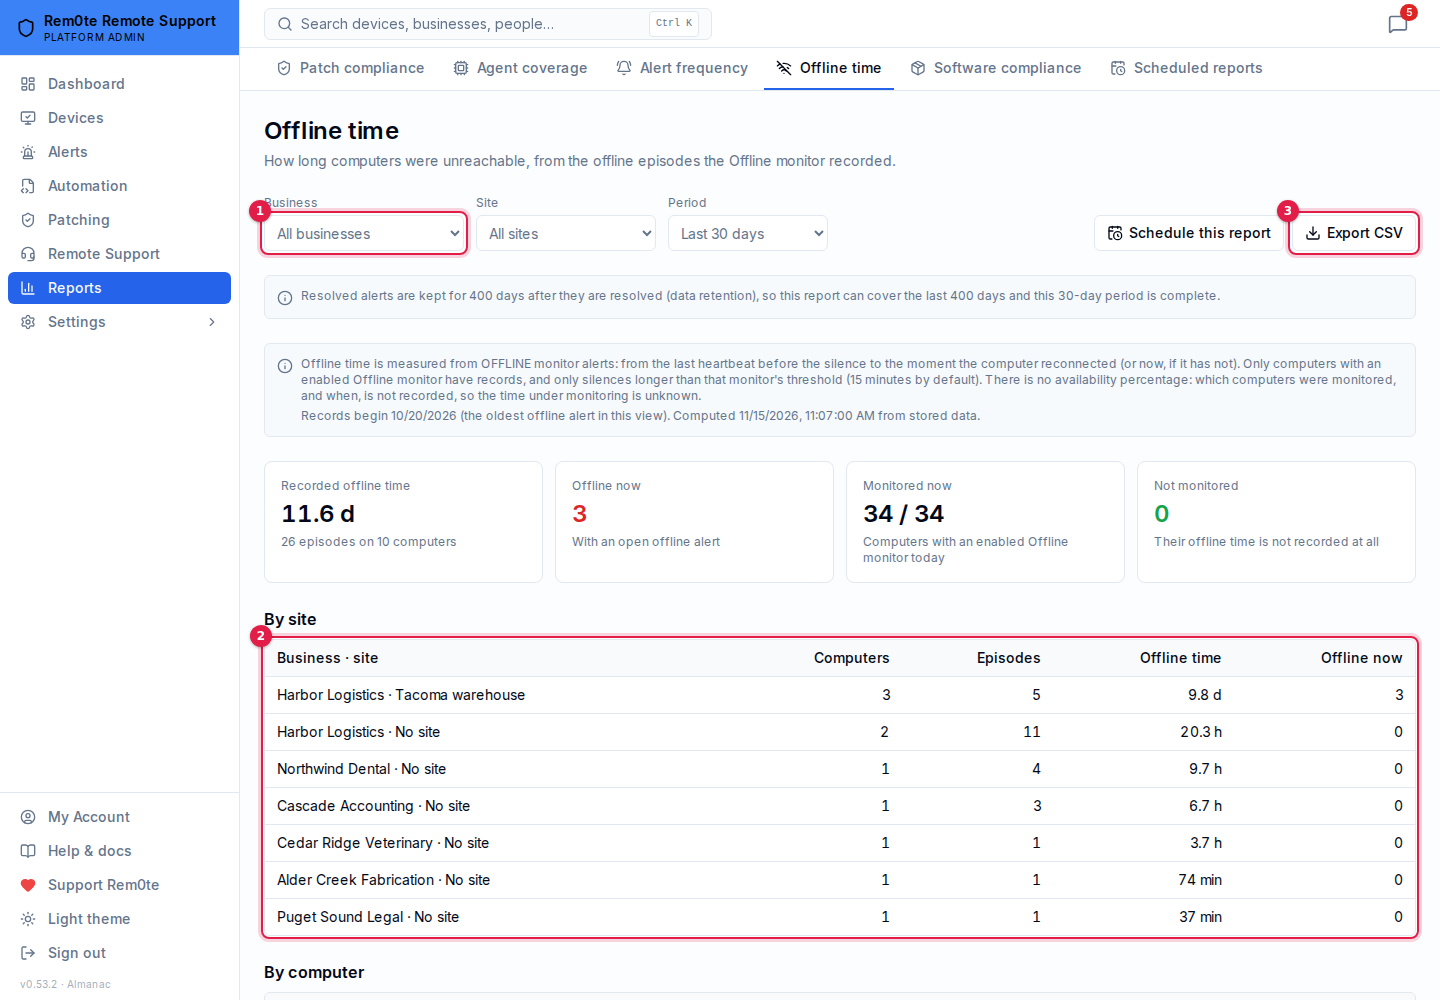 Rem0te Remote Support
PLATFORM ADMIN
Search devices, businesses, people...
Ctrl K
5
Dashboard
Devices
Alerts
Automation
Patching
Remote Support
Reports
Settings
My Account
Help & docs
Support Rem0te
Light theme
Sign out
v0.53.2 · Almanac
Patch compliance
Agent coverage
Alert frequency
Offline time
Software compliance
Scheduled reports
Offline time
How long computers were unreachable, from the offline episodes the Offline monitor recorded.
Business
Site
Period
1
All businesses
All sites
Last 30 days
Schedule this report
3
Export CSV
Resolved alerts are kept for 400 days after they are resolved (data retention), so this report can cover the last 400 days and this 30-day period is complete.
Offline time is measured from OFFLINE monitor alerts: from the last heartbeat before the silence to the moment the computer reconnected (or now, if it has not). Only computers with an
enabled Offline monitor have records, and only silences longer than that monitor's threshold (15 minutes by default). There is no availability percentage: which computers were monitored,
and when, is not recorded, so the time under monitoring is unknown.
Records begin 10/20/2026 (the oldest offline alert in this view). Computed 11/15/2026, 11:07:00 AM from stored data.
Recorded offline time
11.6 d
26 episodes on 10 computers
Offline now
3
With an open offline alert
Monitored now
34 / 34
Computers with an enabled Offline
monitor today
Not monitored
0
Their offline time is not recorded at all
By site
2
Business · site Computers Episodes Offline time Offline now
Harbor Logistics · Tacoma warehouse 3 5 9.8 d 3
Harbor Logistics · No site 2 11 20.3 h 0
Northwind Dental · No site 1 4 9.7 h 0
Cascade Accounting · No site 1 3 6.7 h 0
Cedar Ridge Veterinary · No site 1 1 3.7 h 0
Alder Creek Fabrication · No site 1 1 74 min 0
Puget Sound Legal · No site 1 1 37 min 0
By computer